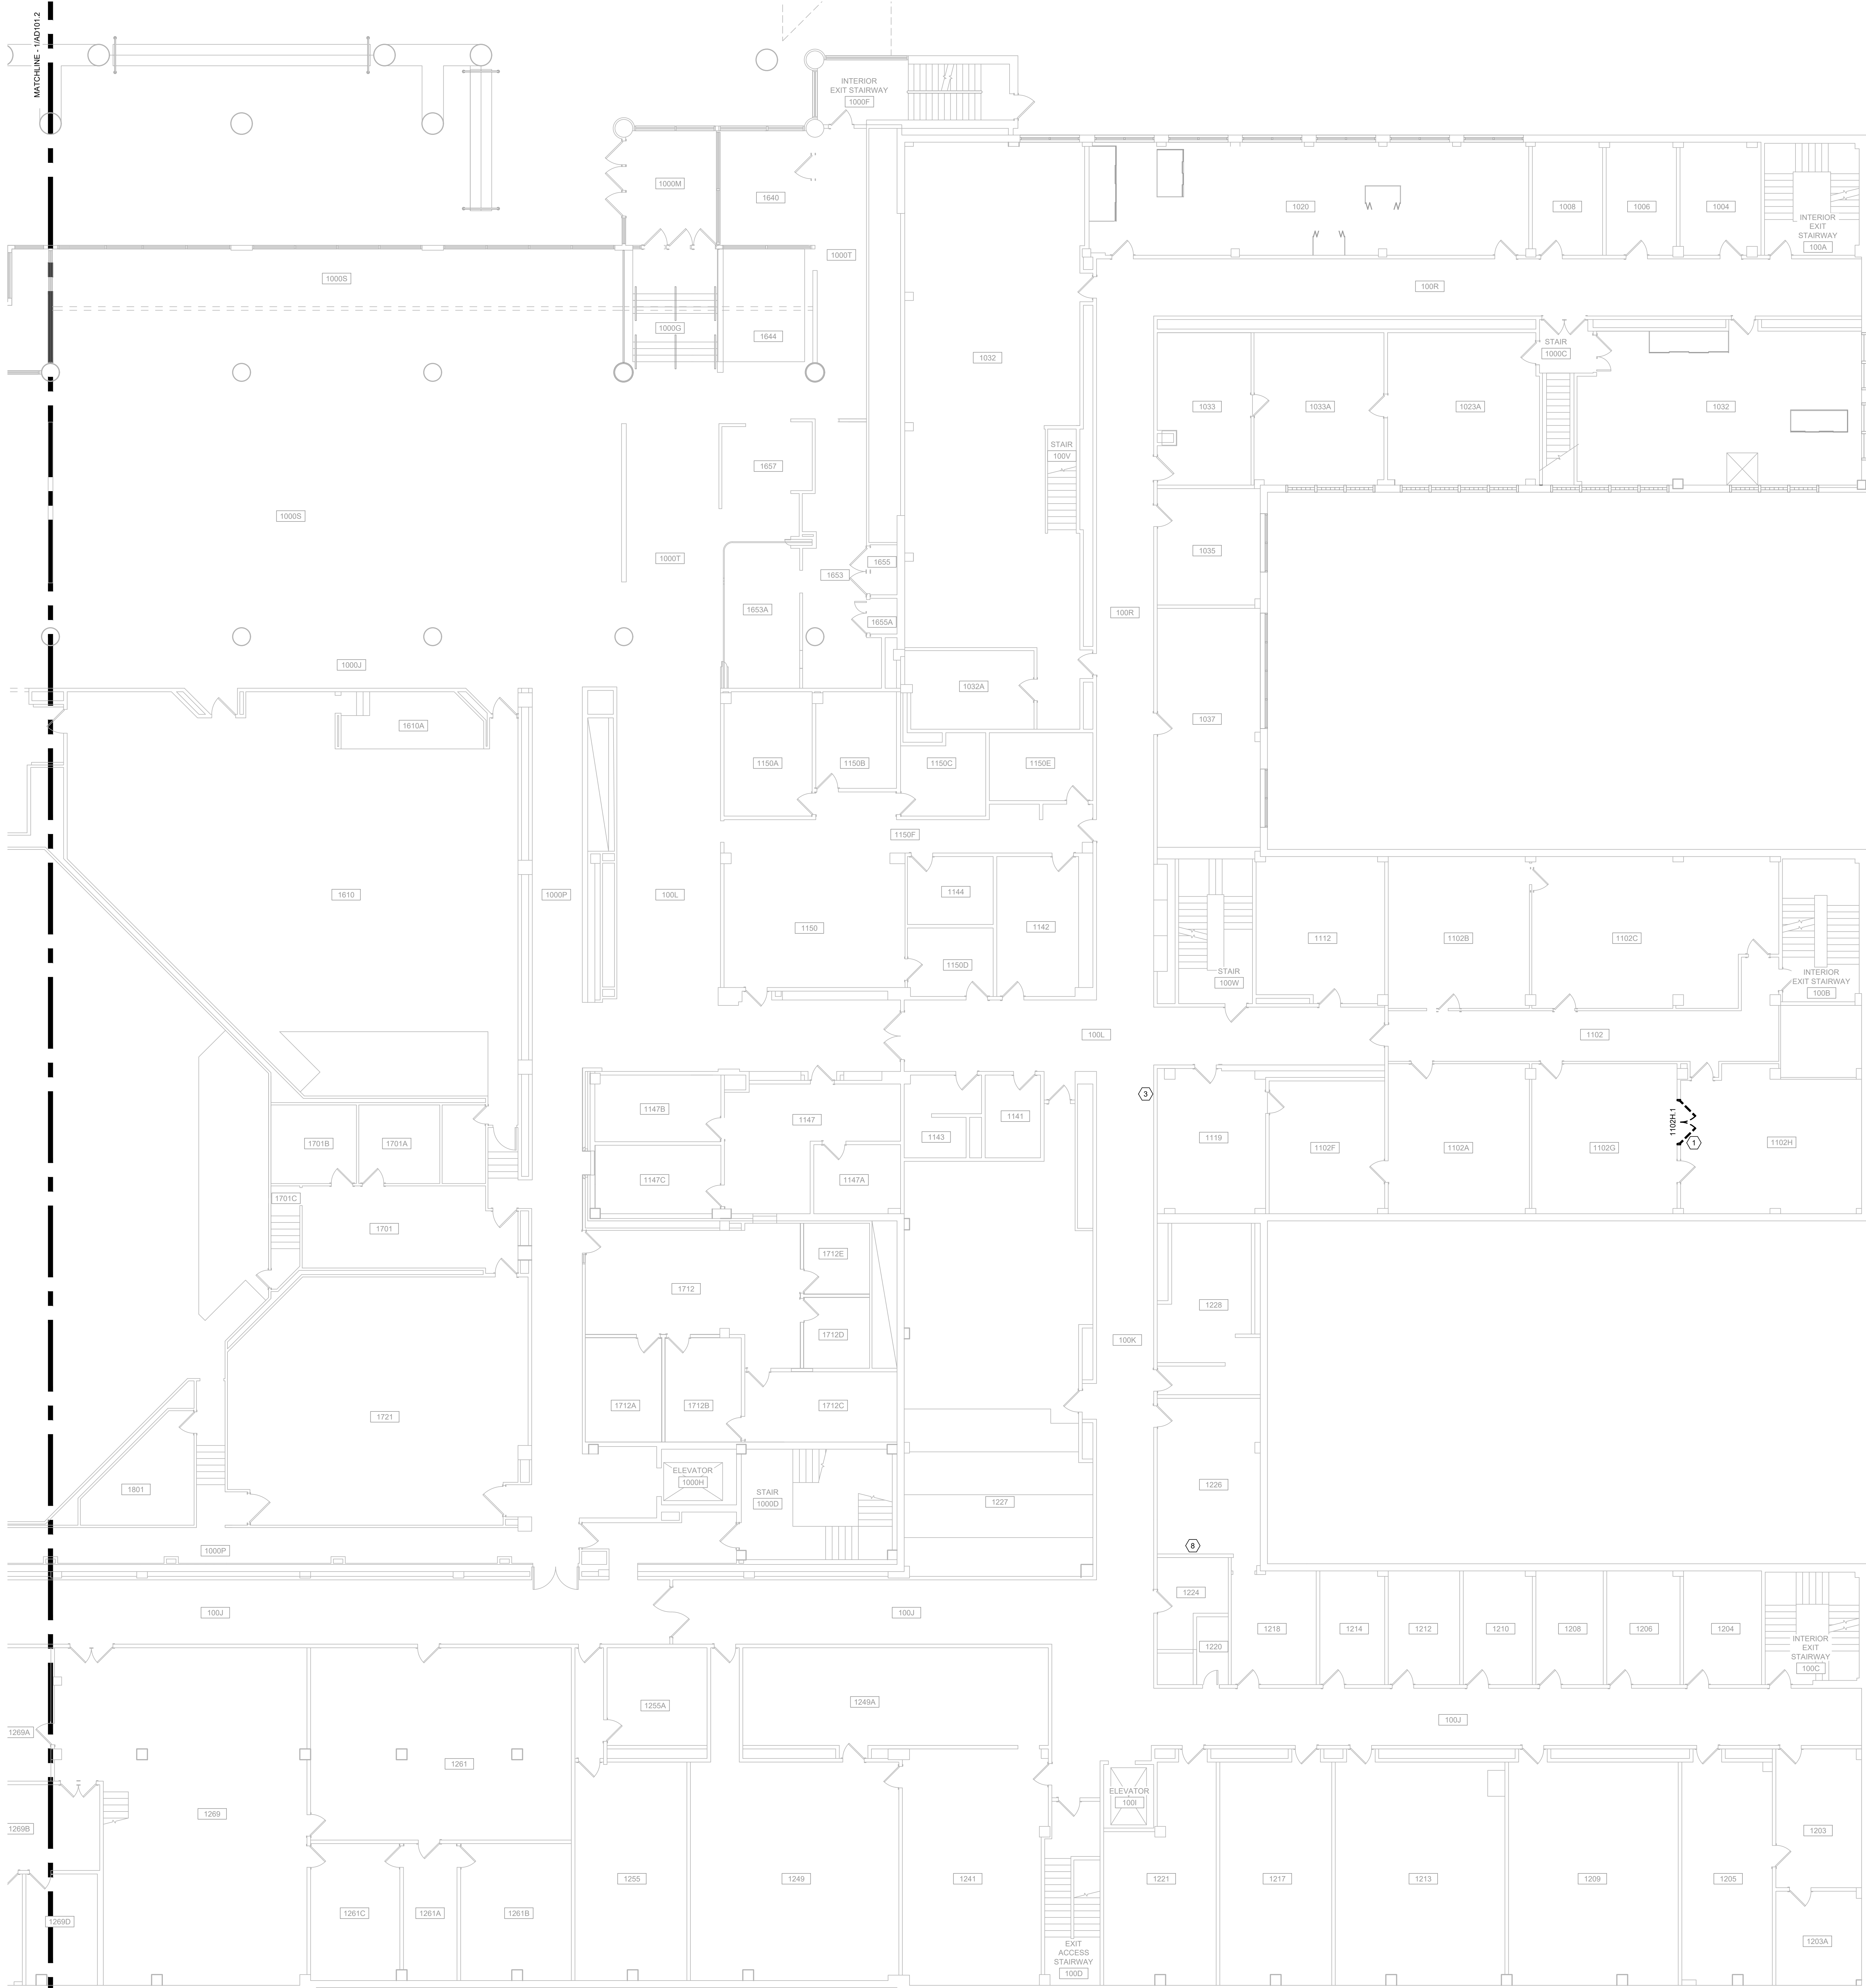 MATCHLINE - 1/AD101.2
INTERIOR
EXIT STAIRWAY
1000F
1000M
1640
1020
1008
1006
1004
INTERIOR
EXIT
STAIRWAY
100A
1000T
1000S
100R
1000G
1644
1032
STAIR
1000C
1033
1033A
1023A
1032
STAIR
100V
1657
1000S
1000T
1655
1035
1653
1653A
1655A
100R
1000J
1032A
1610A
1037
1150A
1150B
1150C
1150E
1150F
1610
1000P
100L
1144
1150
1142
1112
1102B
1102C
1150D
STAIR
100W
INTERIOR
EXIT STAIRWAY
100B
100L
1102
3
1147B
1147
1141
1701B
1701A
1143
1119
1102F
1102A
1102G
1102H.1
1
1102H
1147C
1147A
1701C
1701
1712E
1712
1228
1712D
100K
1712A
1712B
1712C
1721
ELEVATOR
1000H
1801
STAIR
1000D
1227
1226
1000P
8
1224
100J
100J
1218
1214
1212
1210
1208
1206
1204
1220
INTERIOR
EXIT
STAIRWAY
100C
1255A
1249A
100J
1269A
1261
ELEVATOR
100I
1269
1269B
1203
1255
1249
1241
1221
1217
1213
1209
1205
1269D
1261C
1261A
1261B
1203A
EXIT
ACCESS
STAIRWAY
100D